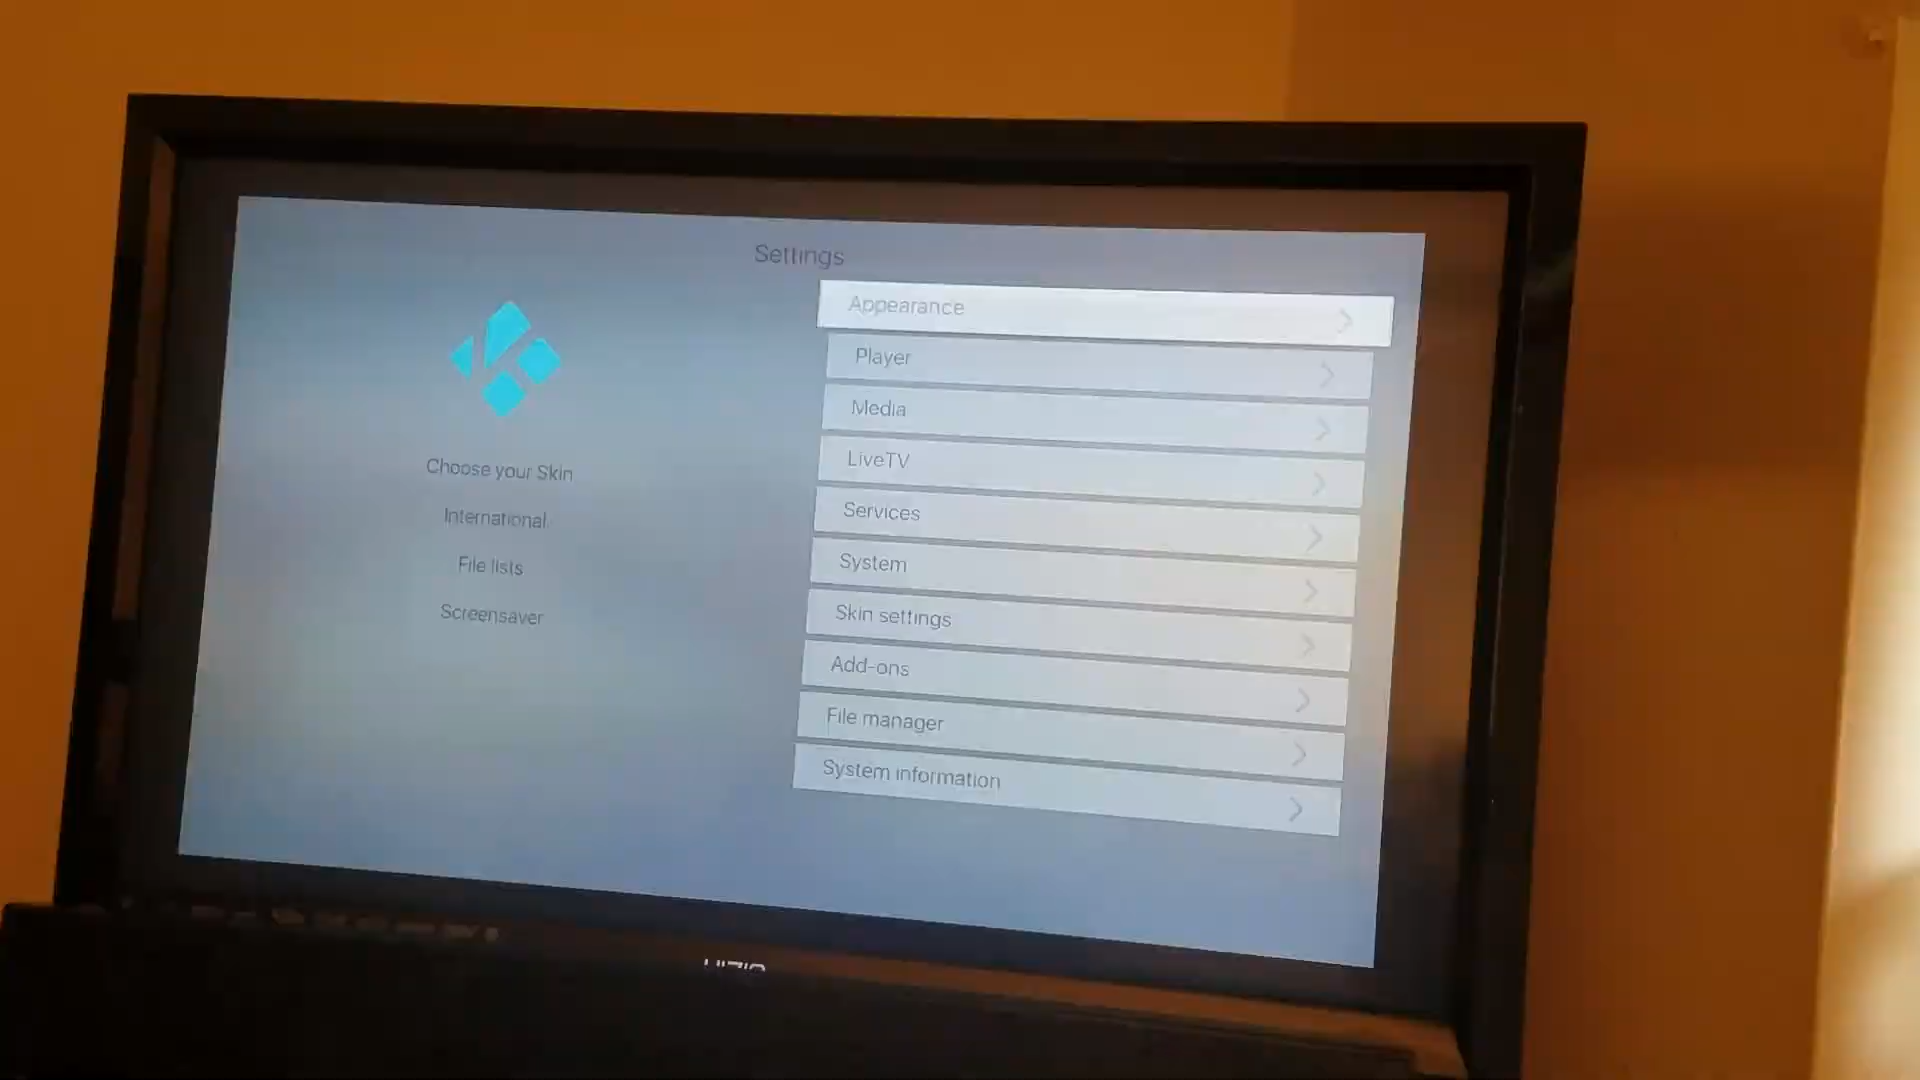 Settings
Appearance
Player
Media
LiveTV
Services
System
Skin settings
Add-ons
File manager
System information
Choose your Skin
International
File lists
Screensaver